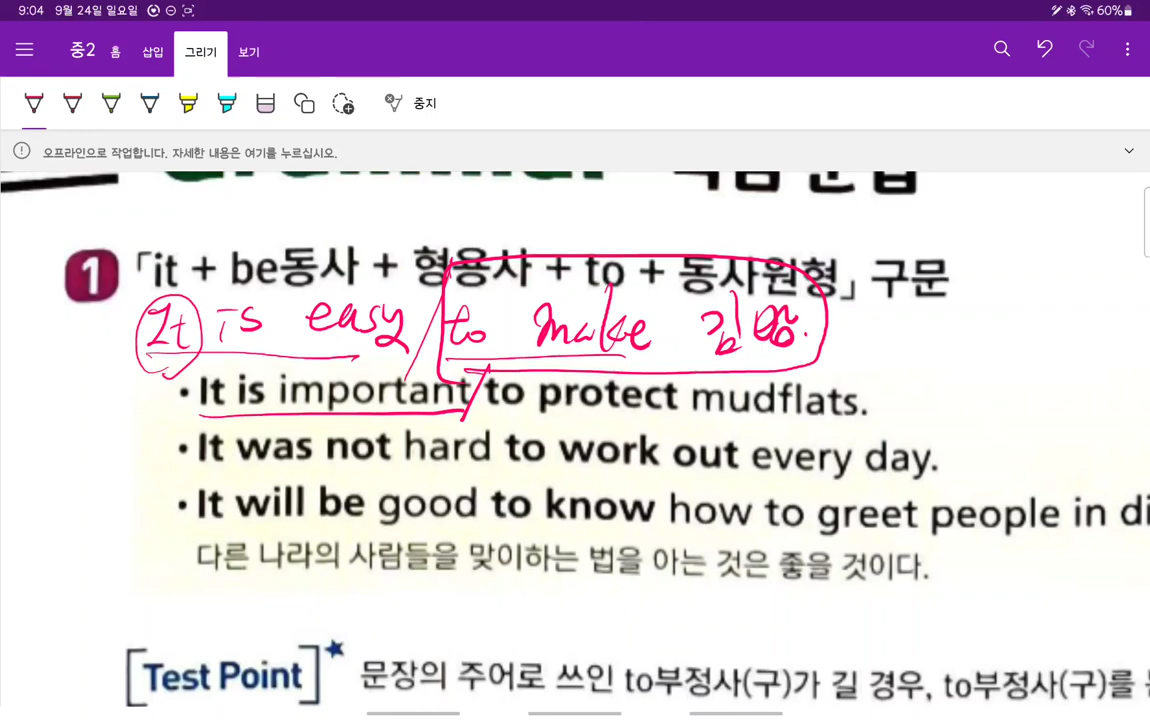 9:04 9월 24일 일요일 60%
중2 홈 삽입 그리기 보기
중지
오프라인으로 작업합니다. 자세한 내용은 여기를 누르십시오.
1 「it + be동사 + 형용사 + to + 동사원형」 구문
It is easy / to make 김밥.
• It is important to protect mudflats.
• It was not hard to work out every day.
• It will be good to know how to greet people in di
다른 나라의 사람들을 맞이하는 법을 아는 것은 좋을 것이다.
[Test Point]★ 문장의 주어로 쓰인 to부정사(구)가 길 경우, to부정사(구)를